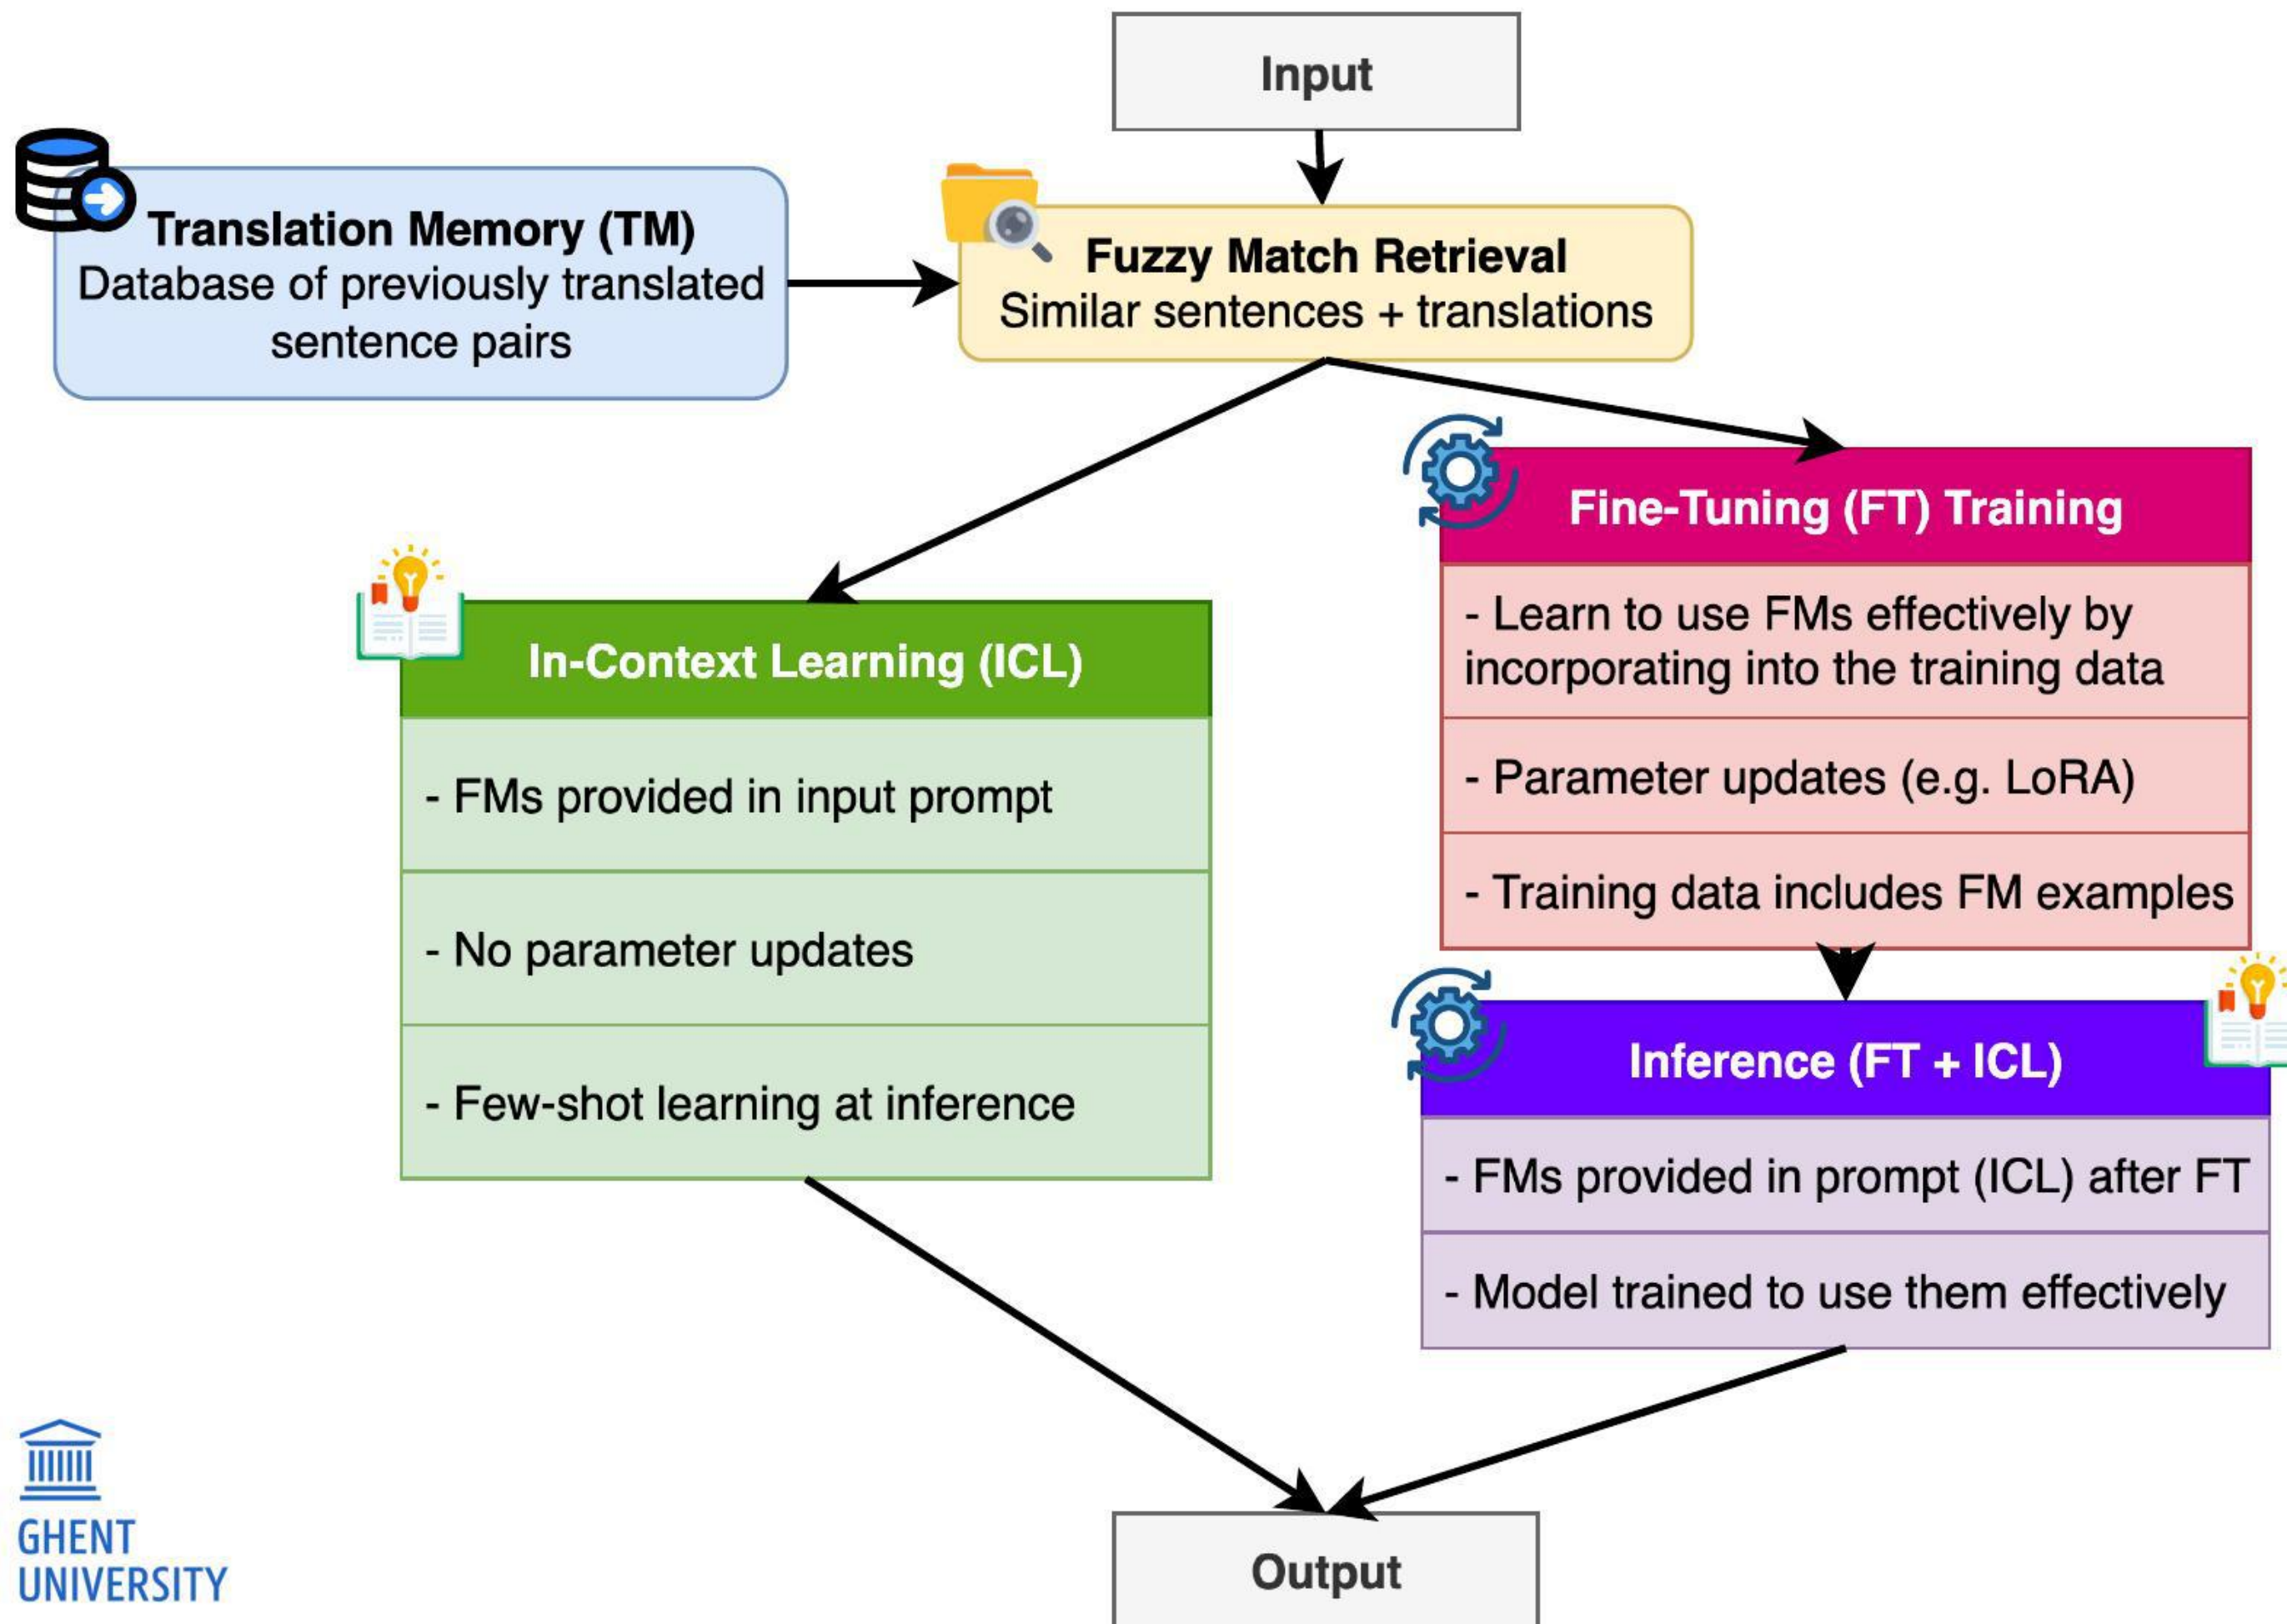 Input
Translation Memory (TM)
Database of previously translated
sentence pairs
Fuzzy Match Retrieval
Similar sentences + translations
In-Context Learning (ICL)
- FMs provided in input prompt
- No parameter updates
- Few-shot learning at inference
Fine-Tuning (FT) Training
- Learn to use FMs effectively by
incorporating into the training data
- Parameter updates (e.g. LoRA)
- Training data includes FM examples
Inference (FT + ICL)
- FMs provided in prompt (ICL) after FT
- Model trained to use them effectively
Output
GHENT
UNIVERSITY